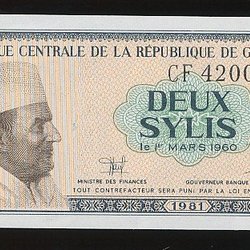 QUE CENTRALE DE LA RÉPUBLIQUE DE G
CF 4200
DEUX
SYLIS
le 1er MARS 1960
MINISTRE DES FINANCES GOUVERNEUR BANQUE
TOUT CONTREFACTEUR SERA PUNI PAR LA LOI EN
1981